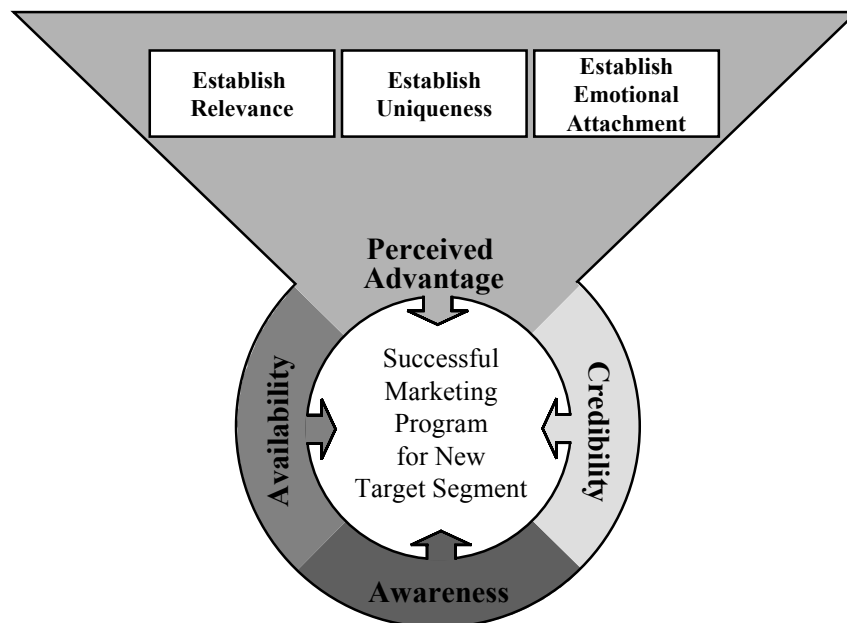 Establish
Relevance
Establish
Uniqueness
Establish
Emotional
Attachment
Perceived
Advantage
Availability
Successful
Marketing
Program
for New
Target Segment
Credibility
Awareness